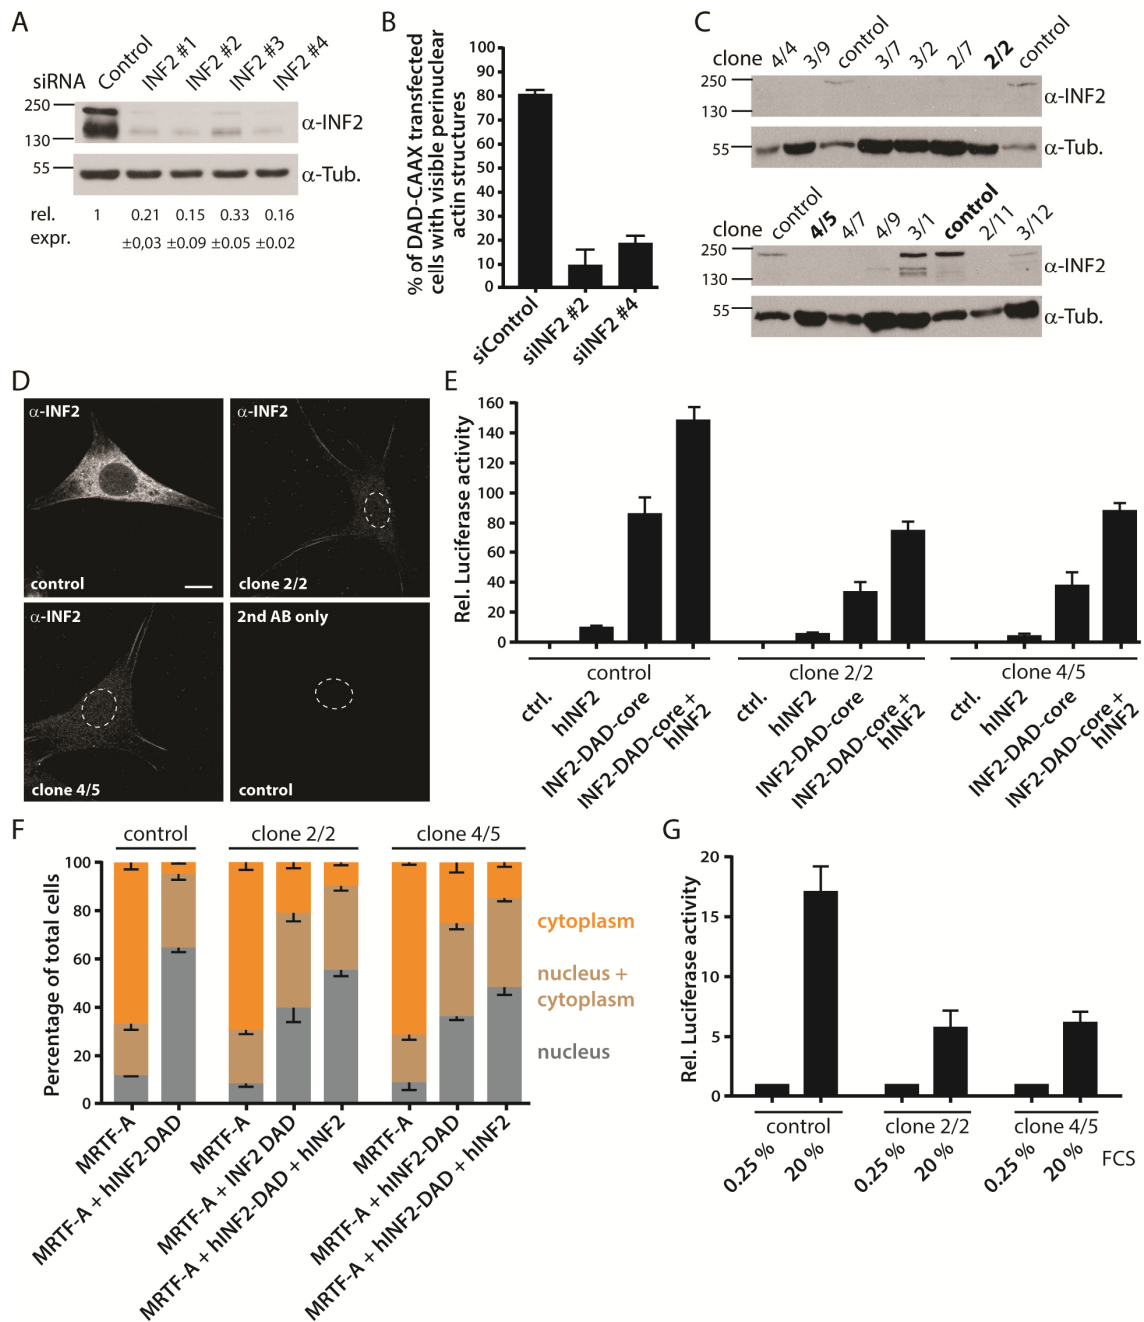 A
siRNA
Control
INF2 #1
INF2 #2
INF2 #3
INF2 #4
250
130
α-INF2
55
α-Tub.
rel. 1 0.21 0.15 0.33 0.16
expr. ±0,03 ±0.09 ±0.05 ±0.02
B
% of DAD-CAAX transfected
cells with visible perinuclear
actin structures
100
90
80
70
60
50
40
30
20
10
0
siControl
siINF2 #2
siINF2 #4
C
clone 4/4 3/9 control 3/7 3/2 2/7 2/2 control
250
130
α-INF2
55
α-Tub.
clone control 4/5 4/7 4/9 3/1 control 2/11 3/12
250
130
α-INF2
55
α-Tub.
D
α-INF2
control
α-INF2
clone 2/2
α-INF2
clone 4/5
2nd AB only
control
E
Rel. Luciferase activity
160
140
120
100
80
60
40
20
0
control
clone 2/2
clone 4/5
ctrl.
hINF2
INF2-DAD-core
INF2-DAD-core +
hINF2
ctrl.
hINF2
INF2-DAD-core
INF2-DAD-core +
hINF2
ctrl.
hINF2
INF2-DAD-core
INF2-DAD-core +
hINF2
F
control
clone 2/2
clone 4/5
Percentage of total cells
100
80
60
40
20
0
cytoplasm
nucleus +
cytoplasm
nucleus
MRTF-A
MRTF-A + hINF2-DAD
MRTF-A
MRTF-A + INF2 DAD
MRTF-A + hINF2-DAD + hINF2
MRTF-A
MRTF-A + hINF2-DAD
MRTF-A + hINF2-DAD + hINF2
G
Rel. Luciferase activity
20
15
10
5
0
control
clone 2/2
clone 4/5
0.25 %
20 %
0.25 %
20 %
0.25 %
20 %
FCS